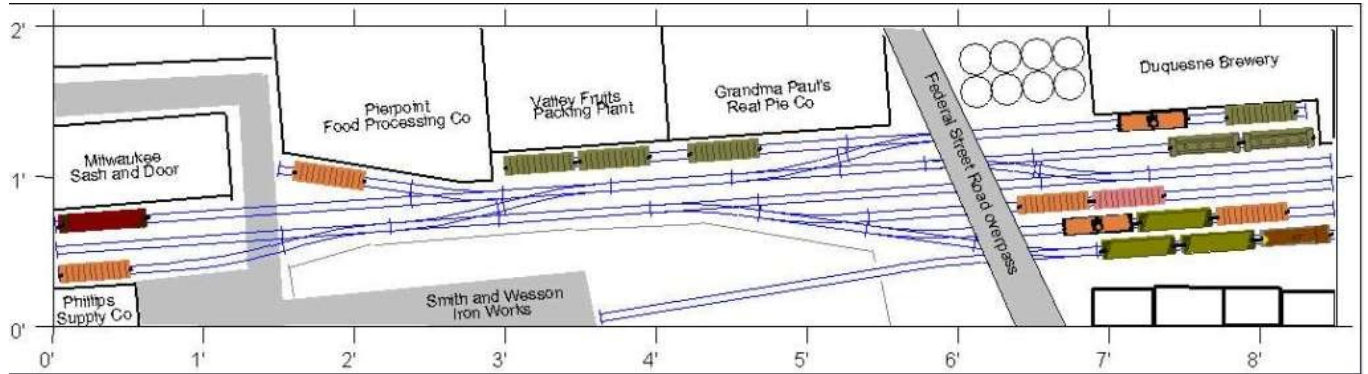 2'
Duquesne Brewery
Grandma Paul's
Real Pie Co
Valley Fruits
Packing Plant
Pierpoint
Food Processing Co
Federal Street Road overpass
1'
Milwaukee
Sash and Door
Smith and Wesson
Iron Works
Phillips
Supply Co
0'
0' 1' 2' 3' 4' 5' 6' 7' 8'